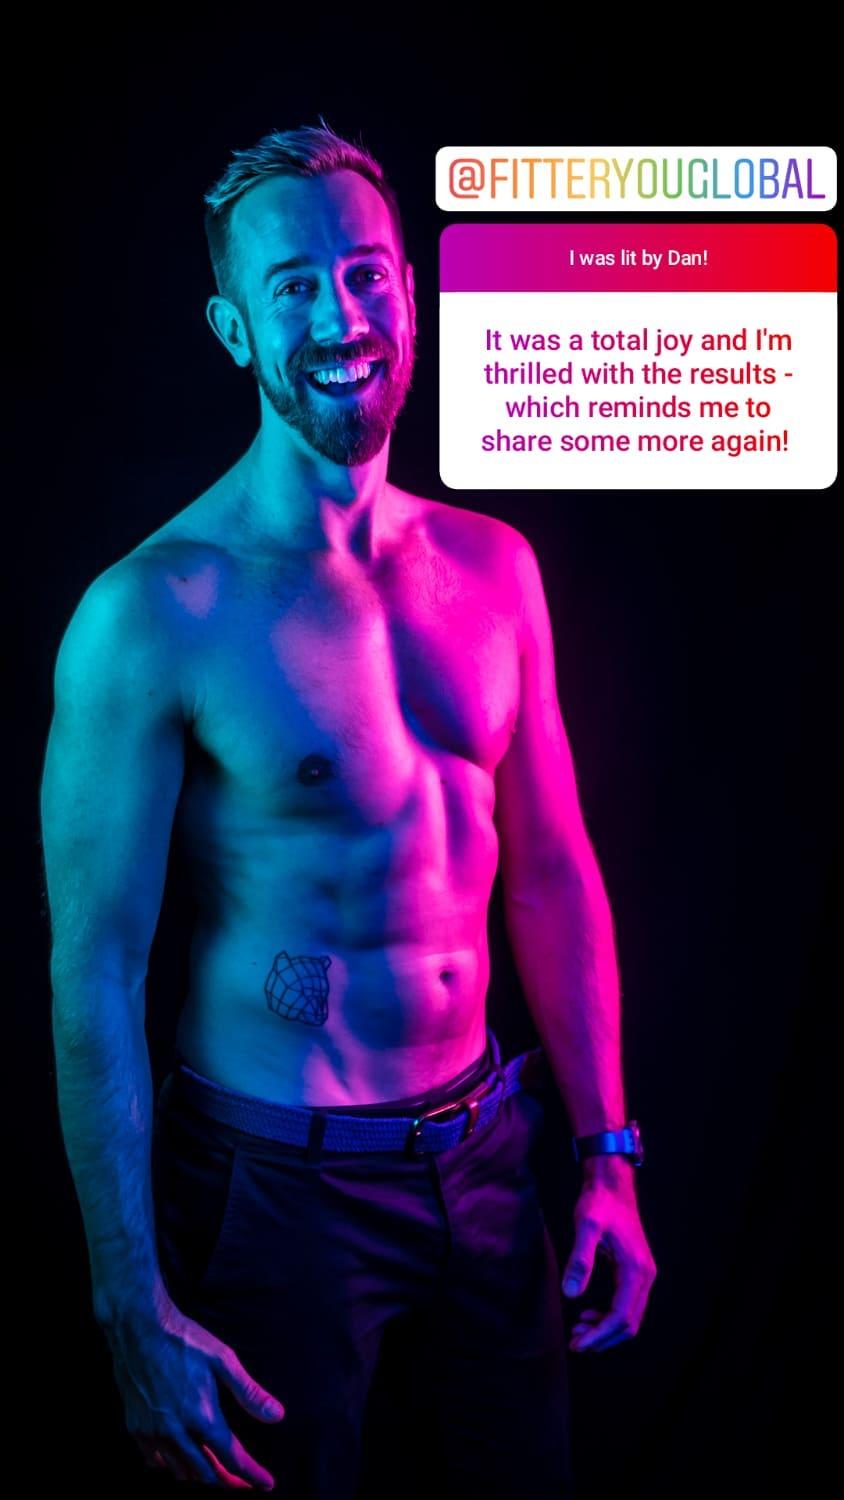 @FITTERYOUGLOBAL
I was lit by Dan!
It was a total joy and I'm
thrilled with the results -
which reminds me to
share some more again!